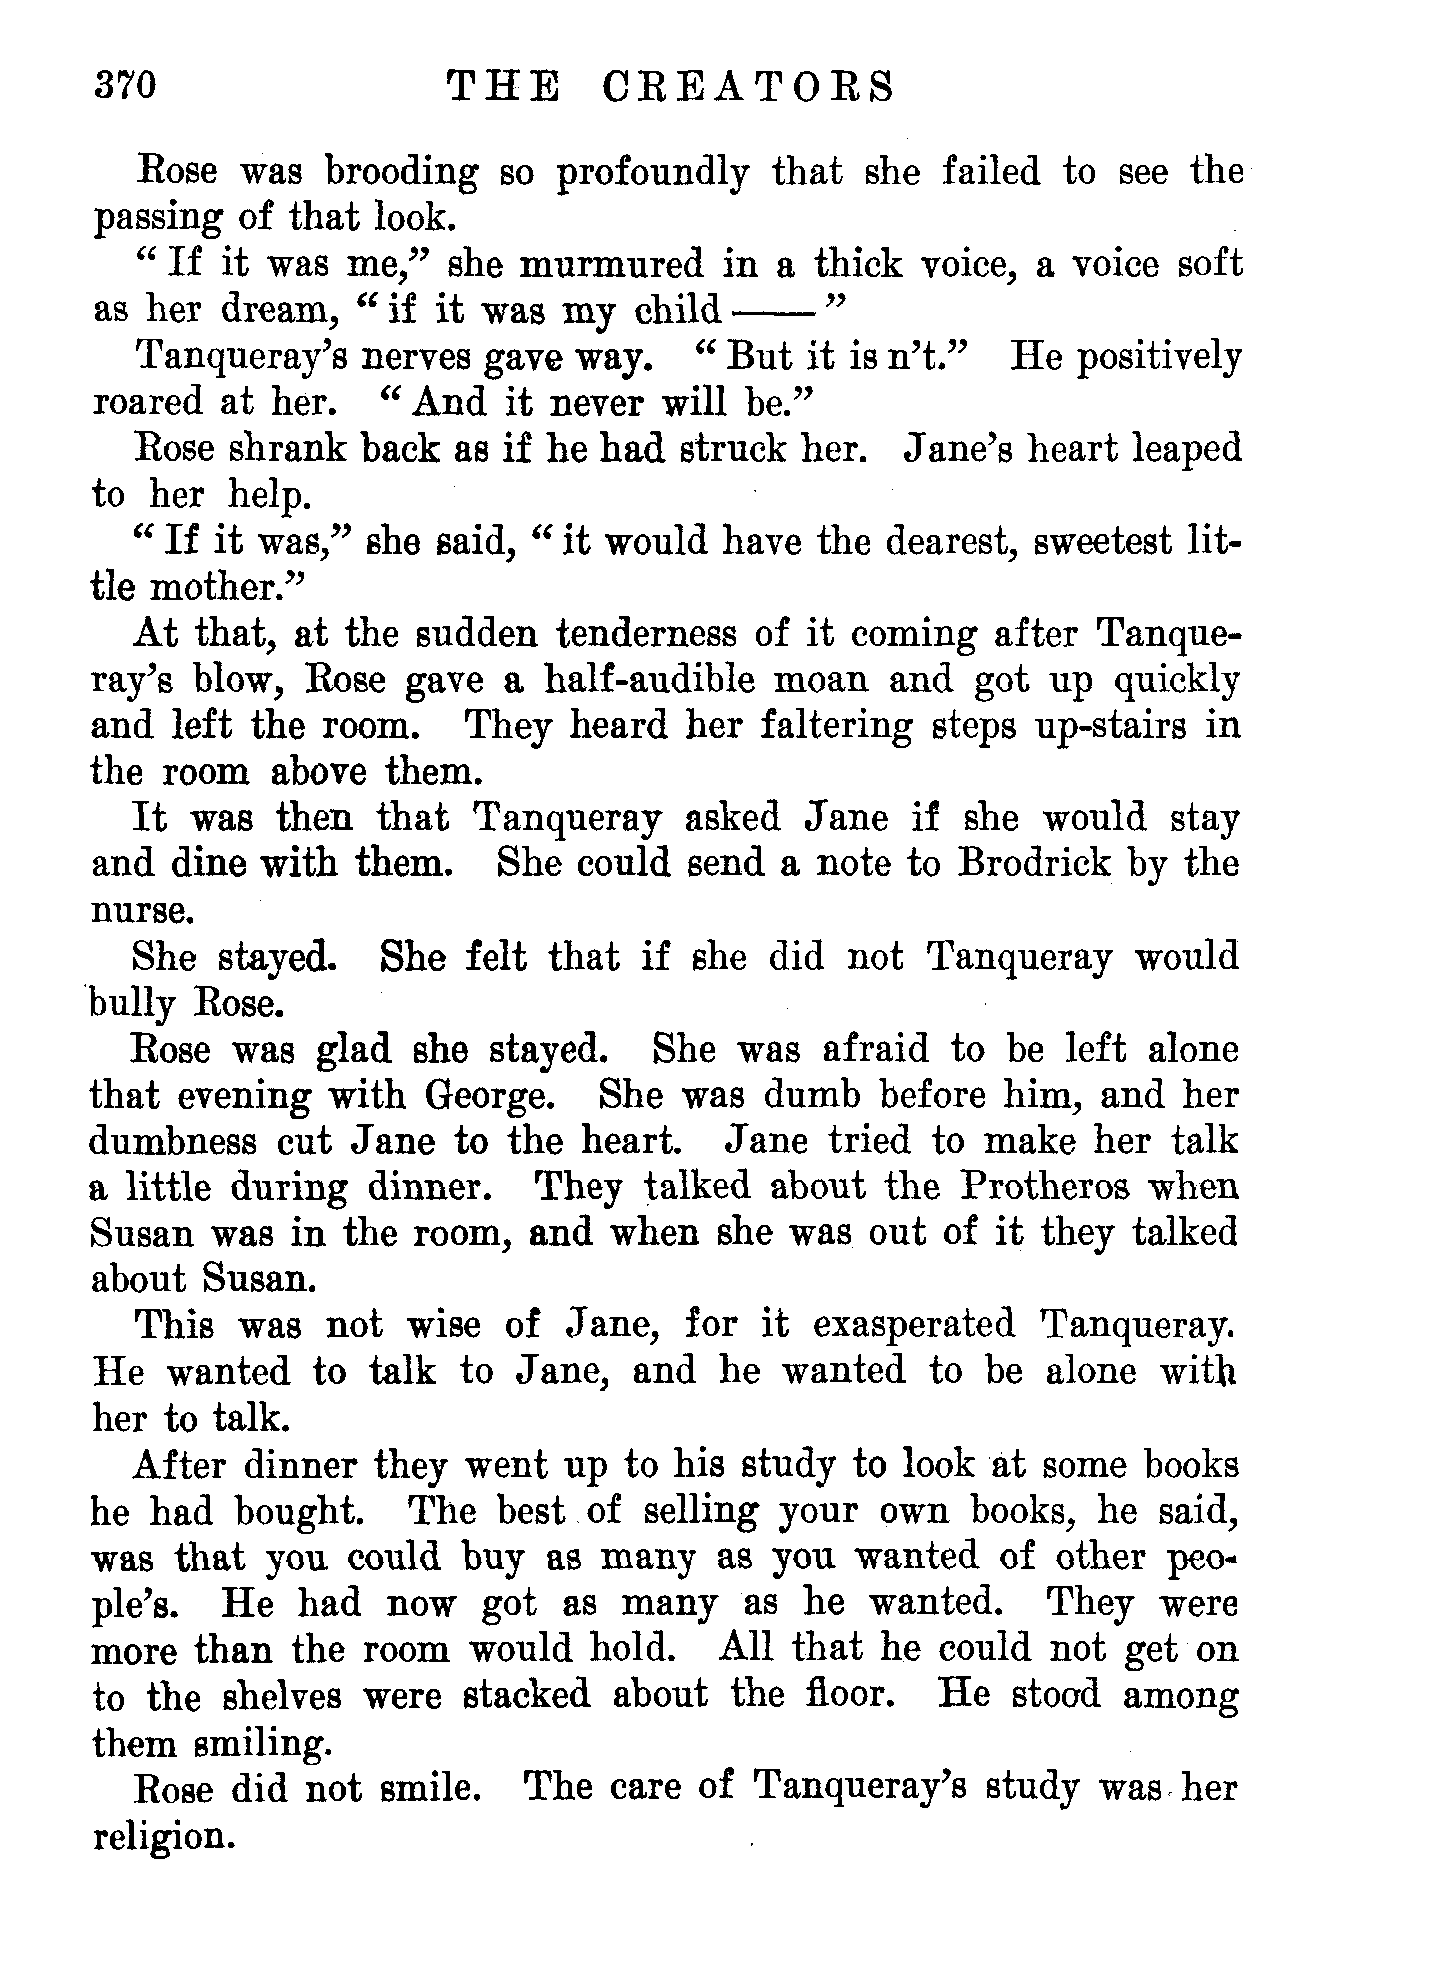 370 THE CREATORS
Rose was brooding so profoundly that she failed to see the
passing of that look.
“ If it was me,” she murmured in a thick voice, a voice soft
as her dream, “ if it was my child —— ”
Tanqueray’s nerves gave way. “ But it is n’t.” He positively
roared at her. “ And it never will be.”
Rose shrank back as if he had struck her. Jane’s heart leaped
to her help.
“ If it was,” she said, “ it would have the dearest, sweetest lit-
tle mother.”
At that, at the sudden tenderness of it coming after Tanque-
ray’s blow, Rose gave a half-audible moan and got up quickly
and left the room. They heard her faltering steps up-stairs in
the room above them.
It was then that Tanqueray asked Jane if she would stay
and dine with them. She could send a note to Brodrick by the
nurse.
She stayed. She felt that if she did not Tanqueray would
bully Rose.
Rose was glad she stayed. She was afraid to be left alone
that evening with George. She was dumb before him, and her
dumbness cut Jane to the heart. Jane tried to make her talk
a little during dinner. They talked about the Protheros when
Susan was in the room, and when she was out of it they talked
about Susan.
This was not wise of Jane, for it exasperated Tanqueray.
He wanted to talk to Jane, and he wanted to be alone with
her to talk.
After dinner they went up to his study to look at some books
he had bought. The best of selling your own books, he said,
was that you could buy as many as you wanted of other peo-
ple’s. He had now got as many as he wanted. They were
more than the room would hold. All that he could not get on
to the shelves were stacked about the floor. He stood among
them smiling.
Rose did not smile. The care of Tanqueray’s study was her
religion.